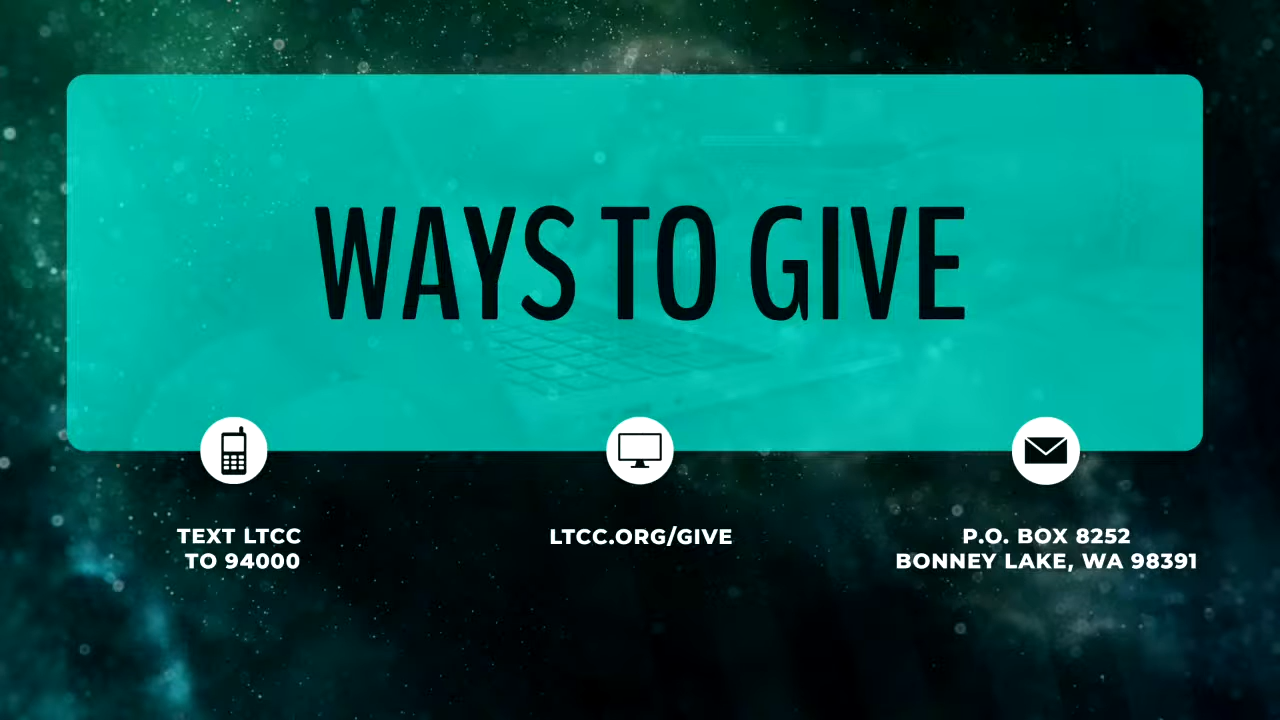 WAYS TO GIVE
TEXT LTCC
TO 94000
LTCC.ORG/GIVE
P.O. BOX 8252
BONNEY LAKE, WA 98391